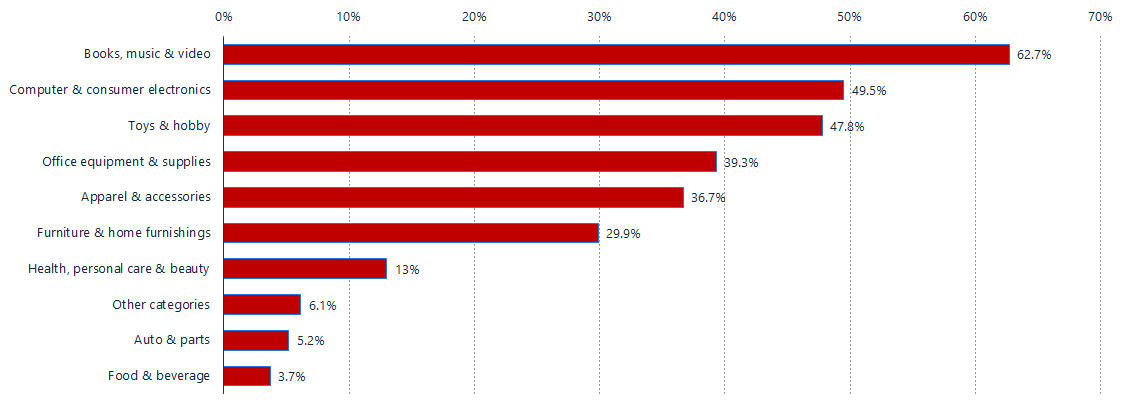 0% 10% 20% 30% 40% 50% 60% 70%
Books, music & video 62.7%
Computer & consumer electronics 49.5%
Toys & hobby 47.8%
Office equipment & supplies 39.3%
Apparel & accessories 36.7%
Furniture & home furnishings 29.9%
Health, personal care & beauty 13%
Other categories 6.1%
Auto & parts 5.2%
Food & beverage 3.7%